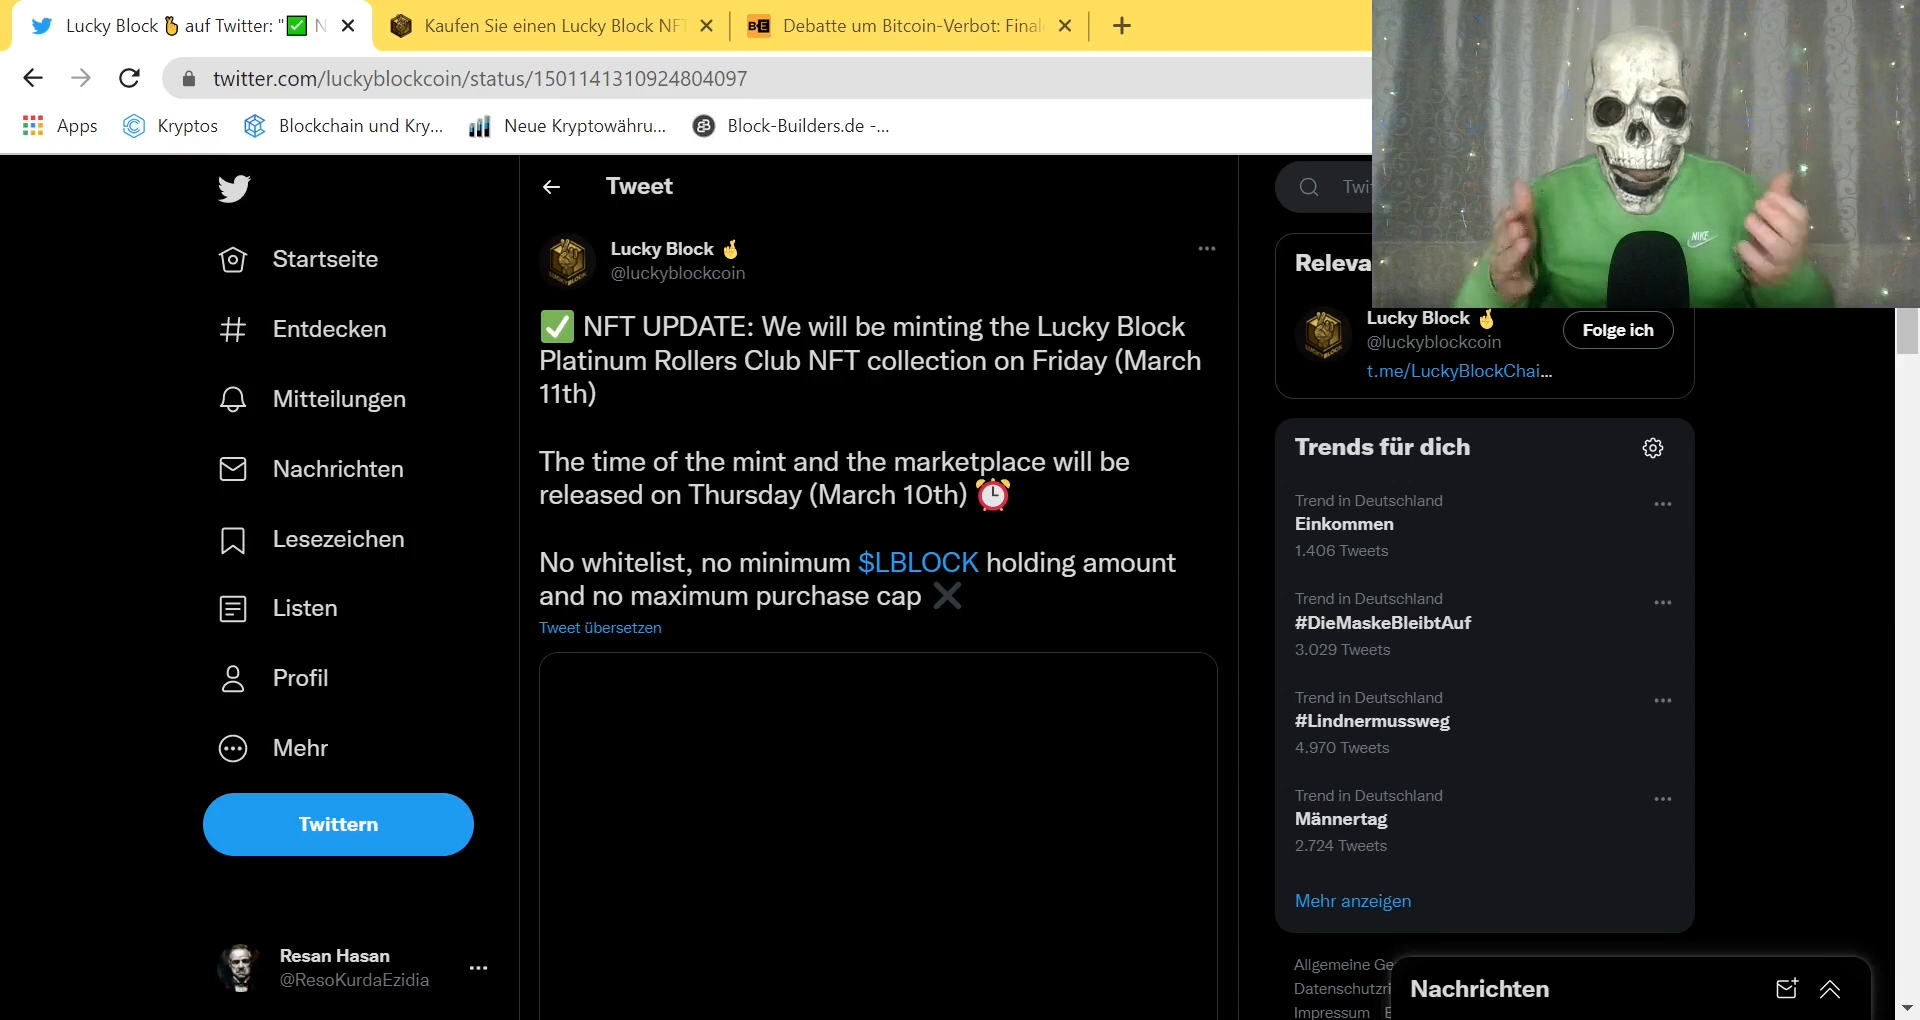 Lucky Block 🤞 auf Twitter: "✅ N
Kaufen Sie einen Lucky Block NFT
Debatte um Bitcoin-Verbot: Final
twitter.com/luckyblockcoin/status/1501141310924804097
Apps
Kryptos
Blockchain und Kry...
Neue Kryptowähru...
Block-Builders.de -...
Tweet
Twi
Startseite
Entdecken
Mitteilungen
Nachrichten
Lesezeichen
Listen
Profil
Mehr
Twittern
Resan Hasan
@ResoKurdaEzidia
Lucky Block 🤞
@luckyblockcoin
✅ NFT UPDATE: We will be minting the Lucky Block
Platinum Rollers Club NFT collection on Friday (March
11th)
The time of the mint and the marketplace will be
released on Thursday (March 10th) ⏰
No whitelist, no minimum $LBLOCK holding amount
and no maximum purchase cap ✖
Tweet übersetzen
NIKE
Releva
Lucky Block 🤞
@luckyblockcoin
Folge ich
t.me/LuckyBlockChai...
Trends für dich
Trend in Deutschland
Einkommen
1.406 Tweets
Trend in Deutschland
#DieMaskeBleibtAuf
3.029 Tweets
Trend in Deutschland
#Lindnermussweg
4.970 Tweets
Trend in Deutschland
Männertag
2.724 Tweets
Mehr anzeigen
Allgemeine Ge
Datenschutzri
Impressum
Nachrichten